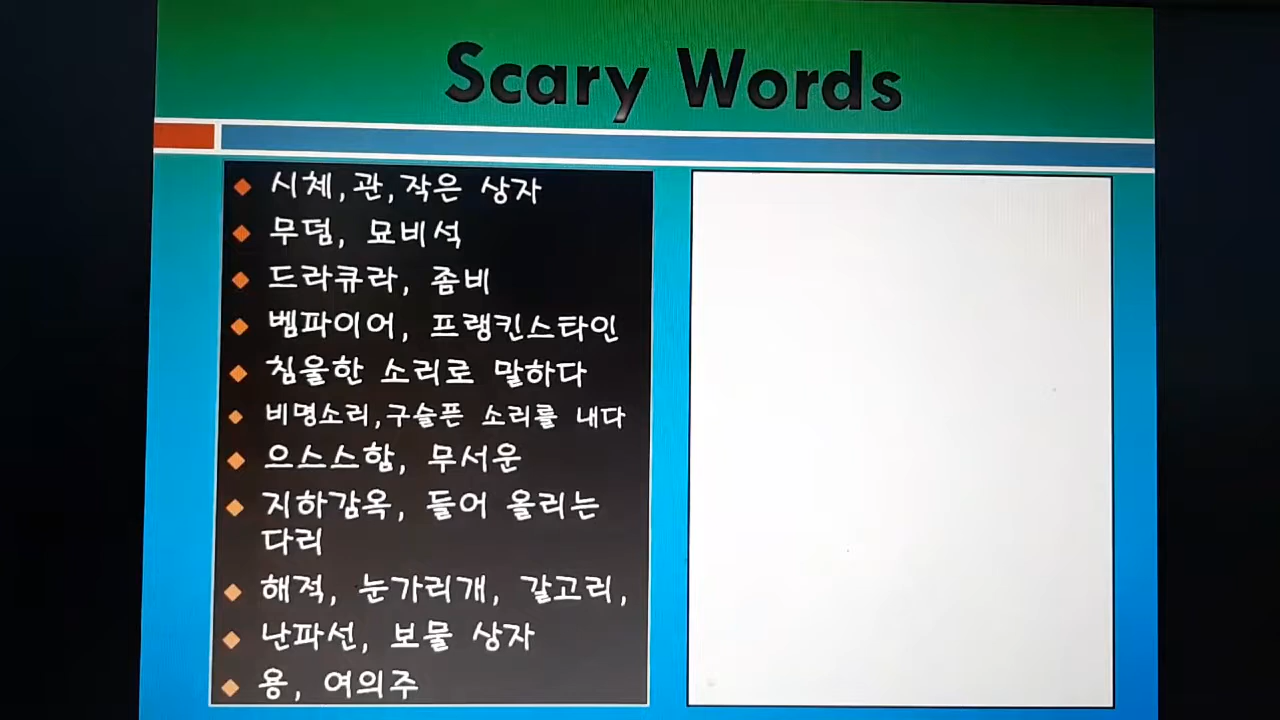 Scary Words
시체,관,작은 상자
무덤, 묘비석
드라큐라, 좀비
벰파이어, 프랭킨스타인
침울한 소리로 말하다
비명소리,구슬픈 소리를 내다
으스스함, 무서운
지하감옥, 들어 올리는
다리
해적, 눈가리개, 갈고리,
난파선, 보물 상자
용, 여의주